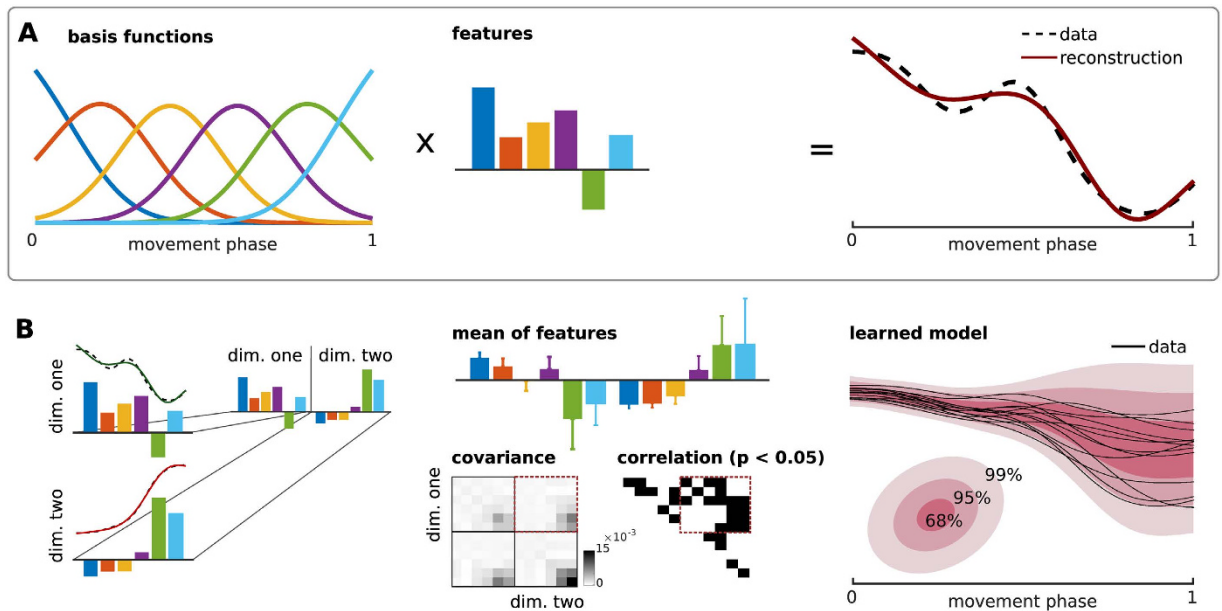 A
basis functions
features
data
reconstruction
x
=
0
movement phase
1
0
movement phase
1
B
mean of features
learned model
dim. one
dim. two
data
dim. one
covariance
correlation (p < 0.05)
dim. one
99%
95%
68%
×10⁻³
15
0
dim. two
dim. two
0
movement phase
1